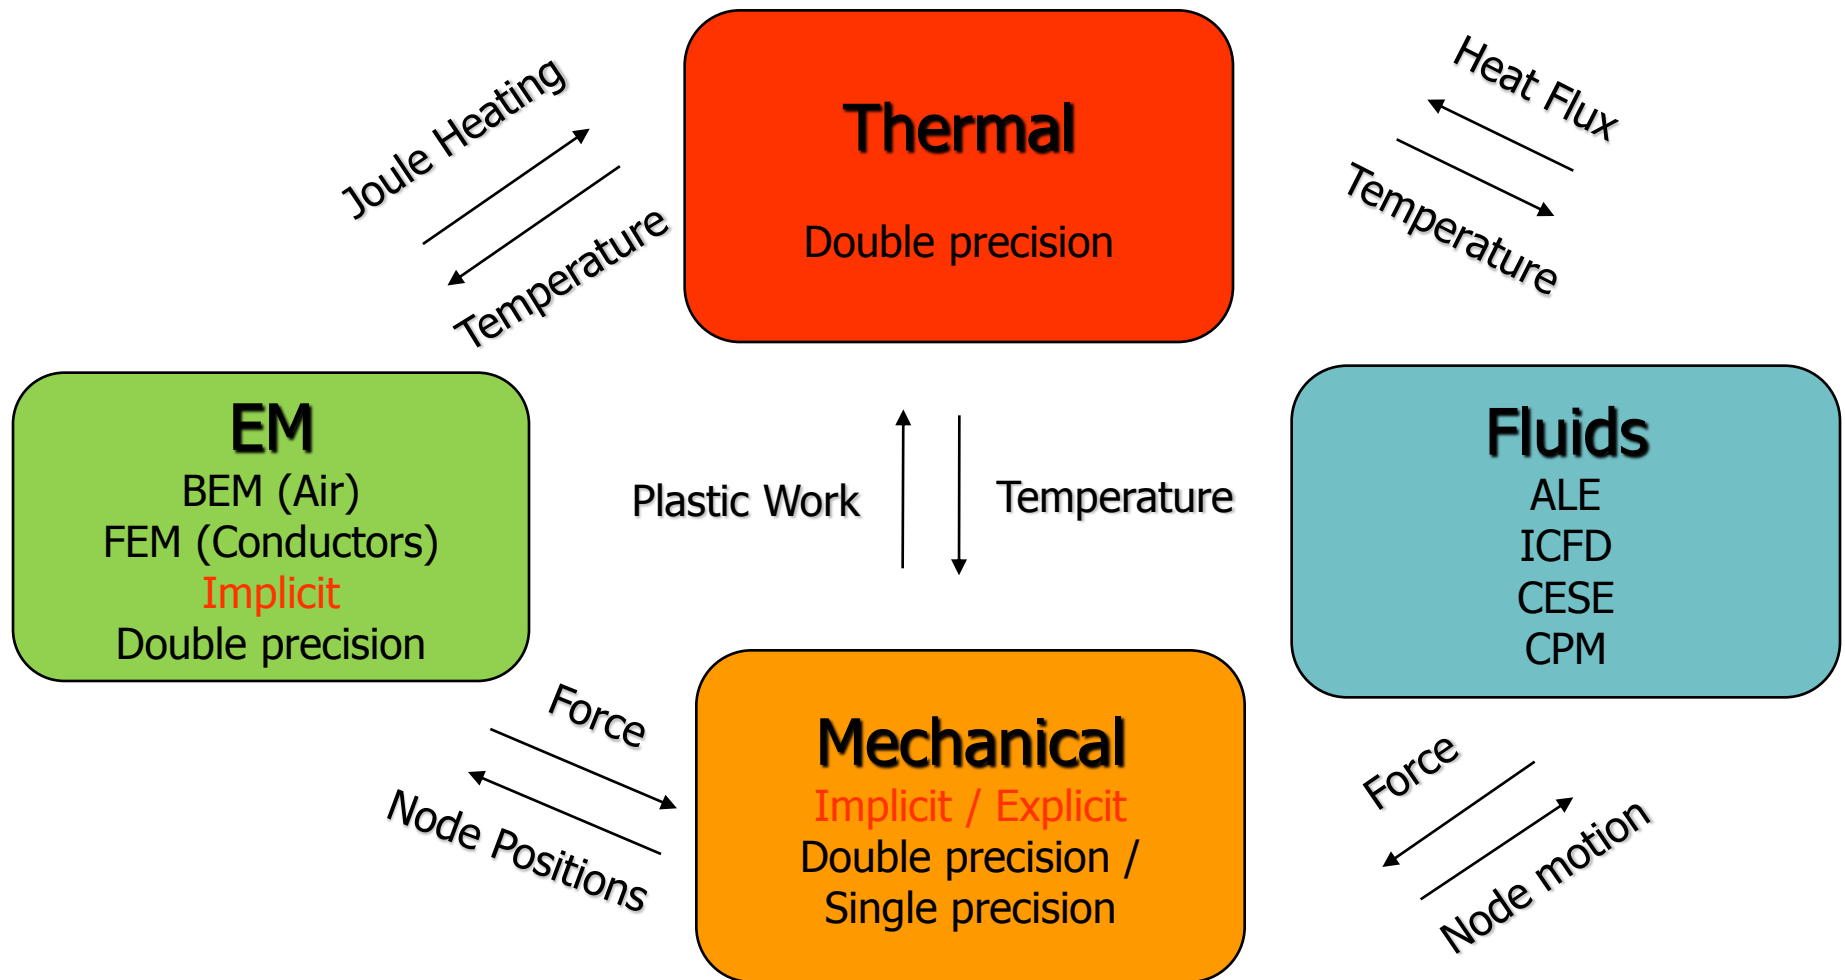 Thermal
Double precision
Joule Heating
Temperature
Heat Flux
Temperature
EM
BEM (Air)
FEM (Conductors)
Implicit
Double precision
Plastic Work
Temperature
Fluids
ALE
ICFD
CESE
CPM
Force
Node Positions
Mechanical
Implicit / Explicit
Double precision /
Single precision
Force
Node motion